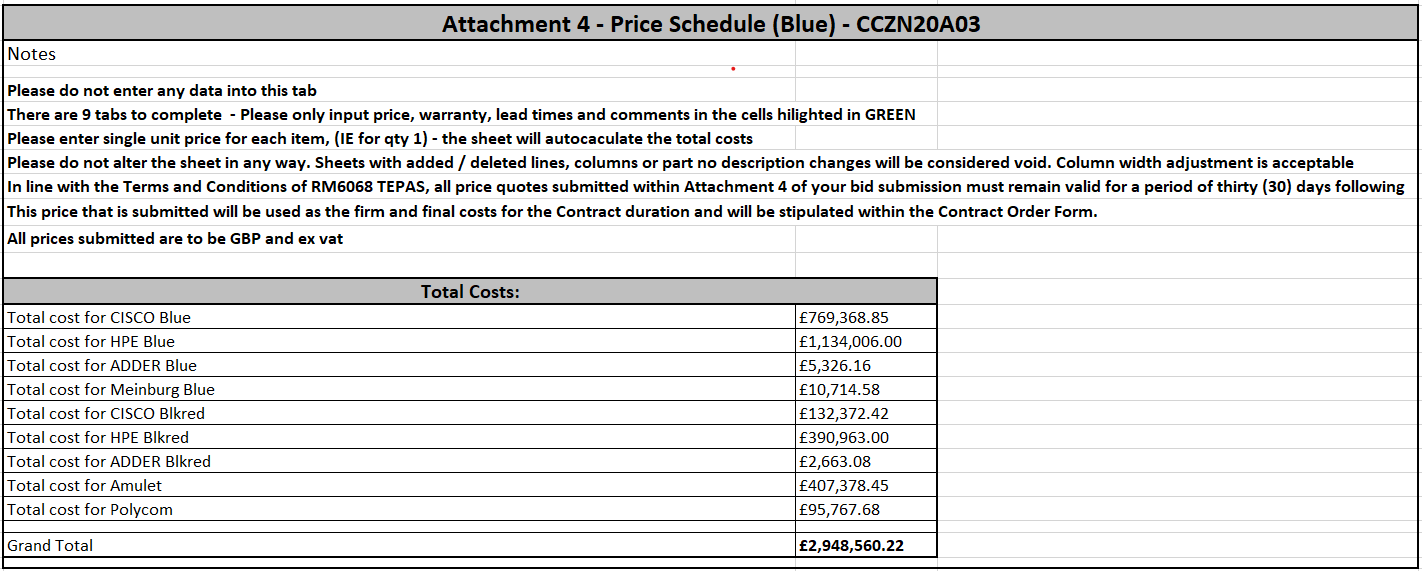 Attachment 4 - Price Schedule (Blue) - CCZN20A03
Notes
Please do not enter any data into this tab
There are 9 tabs to complete  - Please only input price, warranty, lead times and comments in the cells hilighted in GREEN
Please enter single unit price for each item, (IE for qty 1) - the sheet will autocaculate the total costs
Please do not alter the sheet in any way. Sheets with added / deleted lines, columns or part no description changes will be considered void. Column width adjustment is acceptable
In line with the Terms and Conditions of RM6068 TEPAS, all price quotes submitted within Attachment 4 of your bid submission must remain valid for a period of thirty (30) days following
This price that is submitted will be used as the firm and final costs for the Contract duration and will be stipulated within the Contract Order Form.
All prices submitted are to be GBP and ex vat
Total Costs:
Total cost for CISCO Blue £769,368.85
Total cost for HPE Blue £1,134,006.00
Total cost for ADDER Blue £5,326.16
Total cost for Meinburg Blue £10,714.58
Total cost for CISCO Blkred £132,372.42
Total cost for HPE Blkred £390,963.00
Total cost for ADDER Blkred £2,663.08
Total cost for Amulet £407,378.45
Total cost for Polycom £95,767.68
Grand Total £2,948,560.22